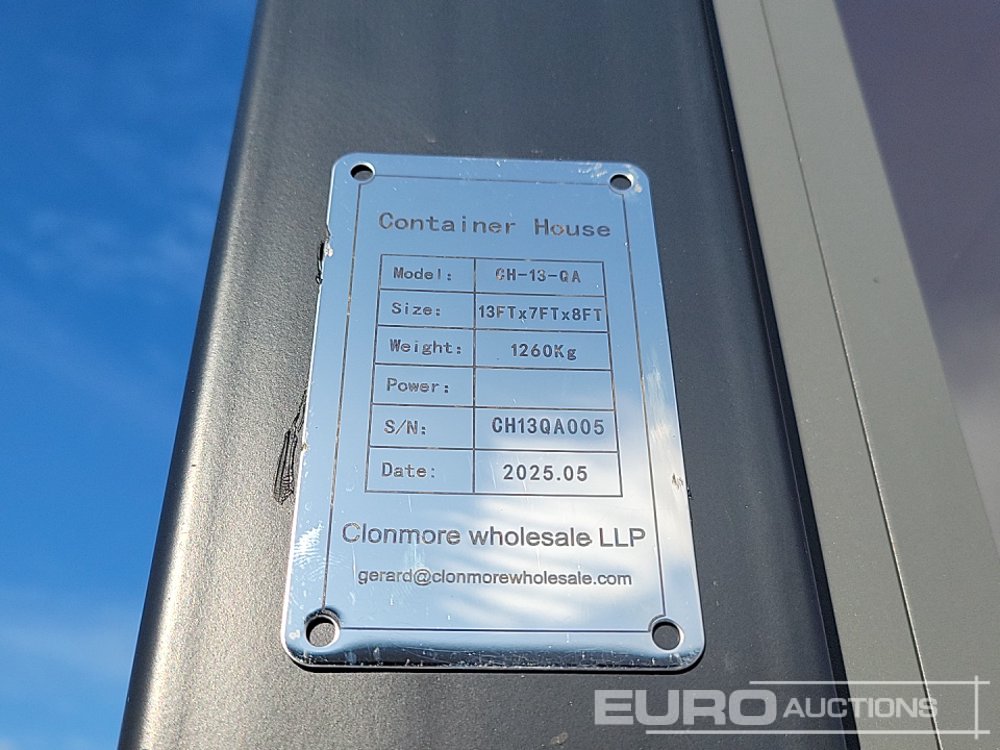 Container House
Model: CH-13-QA
Size: 13FTx7FTx8FT
Weight: 1260Kg
Power:
S/N: CH13QA005
Date: 2025.05
Clonmore wholesale LLP
gerard@clonmorewholesale.com
EURO AUCTIONS